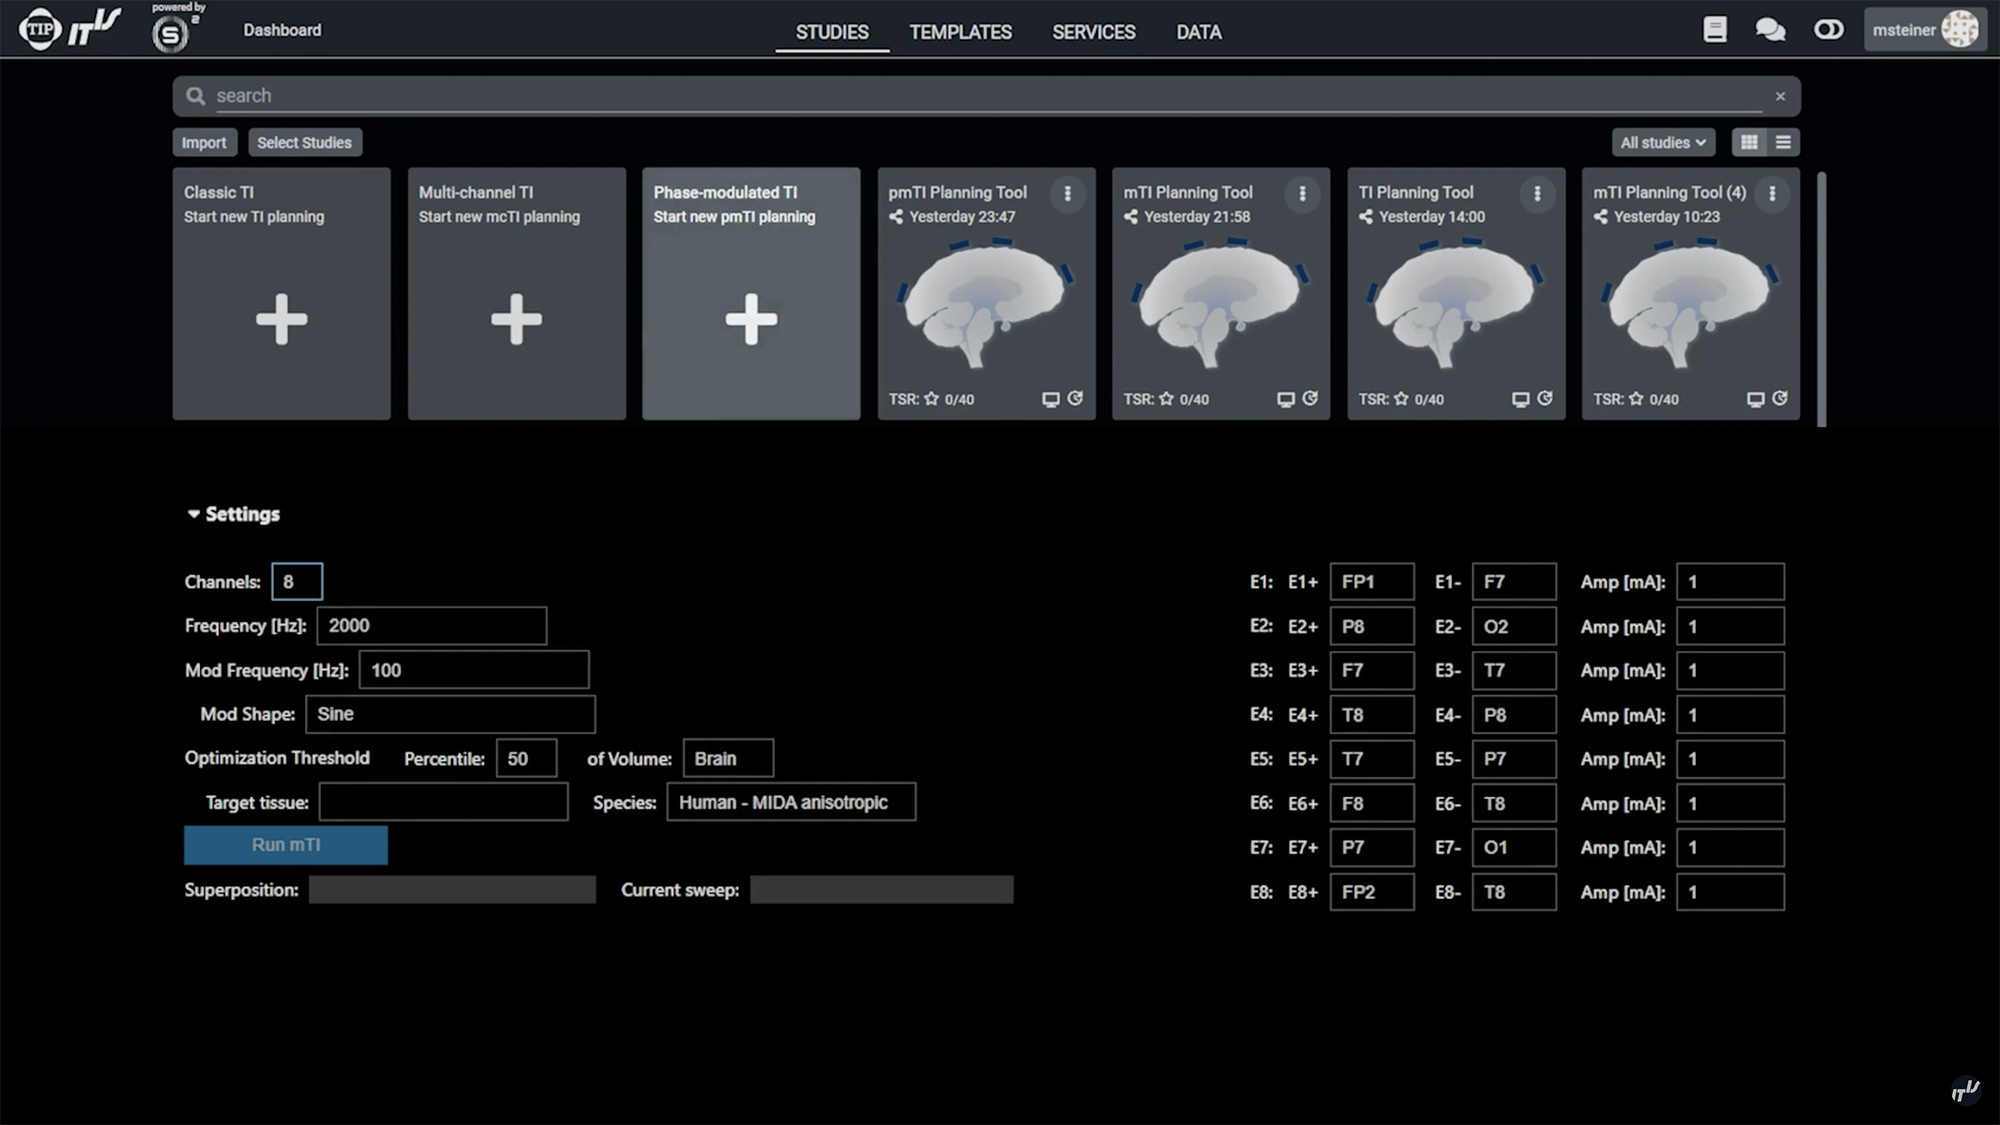 TIP IT'IS powered by S 2 Dashboard STUDIES TEMPLATES SERVICES DATA msteiner
search ×
Import Select Studies All studies
Classic TI
Start new TI planning
Multi-channel TI
Start new mcTI planning
Phase-modulated TI
Start new pmTI planning
pmTI Planning Tool
Yesterday 23:47
TSR: 0/40
mTI Planning Tool
Yesterday 21:58
TSR: 0/40
TI Planning Tool
Yesterday 14:00
TSR: 0/40
mTI Planning Tool (4)
Yesterday 10:23
TSR: 0/40
Settings
Channels: 8
Frequency [Hz]: 2000
Mod Frequency [Hz]: 100
Mod Shape: Sine
Optimization Threshold Percentile: 50 of Volume: Brain
Target tissue: Species: Human - MIDA anisotropic
Run mTI
Superposition: Current sweep:
E1: E1+ FP1 E1- F7 Amp [mA]: 1
E2: E2+ P8 E2- O2 Amp [mA]: 1
E3: E3+ F7 E3- T7 Amp [mA]: 1
E4: E4+ T8 E4- P8 Amp [mA]: 1
E5: E5+ T7 E5- P7 Amp [mA]: 1
E6: E6+ F8 E6- T8 Amp [mA]: 1
E7: E7+ P7 E7- O1 Amp [mA]: 1
E8: E8+ FP2 E8- T8 Amp [mA]: 1
IT'IS